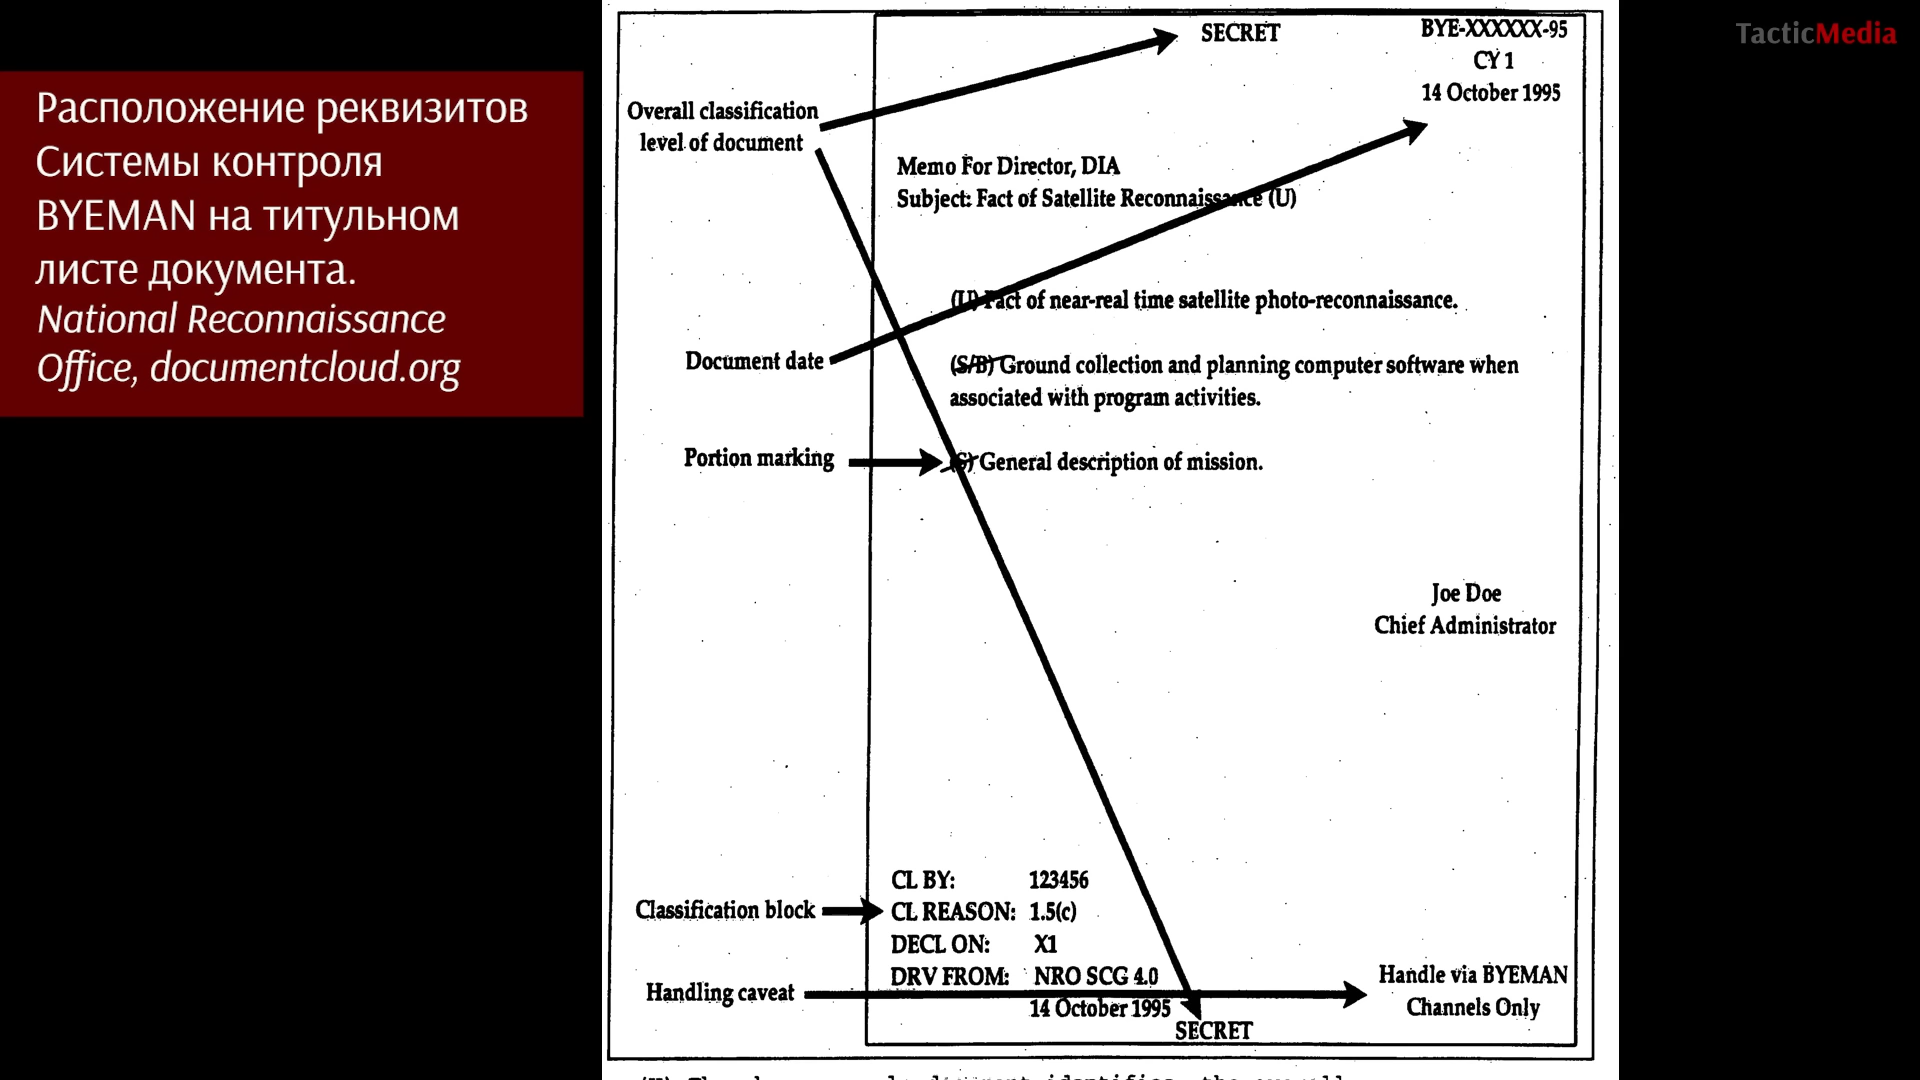 TacticMedia
Расположение реквизитов
Системы контроля
BYEMAN на титульном
листе документа.
National Reconnaissance
Office, documentcloud.org
SECRET
BYE-XXXXXX-95
CY 1
14 October 1995
Overall classification
level of document
Memo For Director, DIA
Subject: Fact of Satellite Reconnaissance (U)
(U) Fact of near-real time satellite photo-reconnaissance.
Document date
(S/B) Ground collection and planning computer software when
associated with program activities.
Portion marking
(S) General description of mission.
Joe Doe
Chief Administrator
CL BY: 123456
Classification block
CL REASON: 1.5(c)
DECL ON: X1
DRV FROM: NRO SCG 4.0
14 October 1995
Handling caveat
Handle via BYEMAN
Channels Only
SECRET